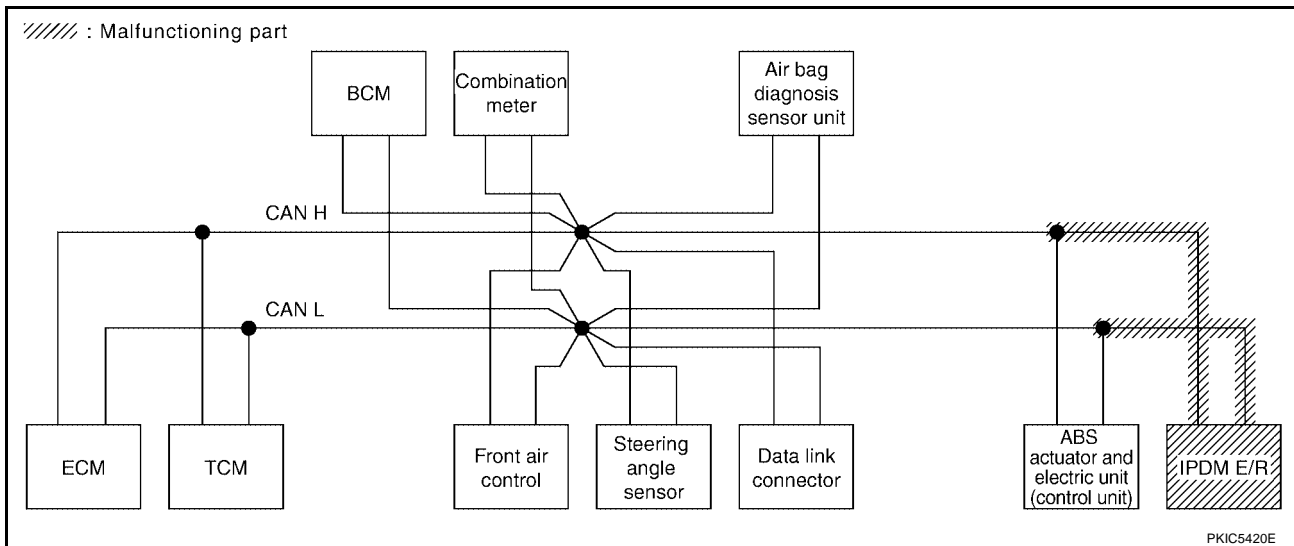 : Malfunctioning part
BCM
Combination
meter
Air bag
diagnosis
sensor unit
CAN H
CAN L
ECM
TCM
Front air
control
Steering
angle
sensor
Data link
connector
ABS
actuator and
electric unit
(control unit)
IPDM E/R
PKIC5420E